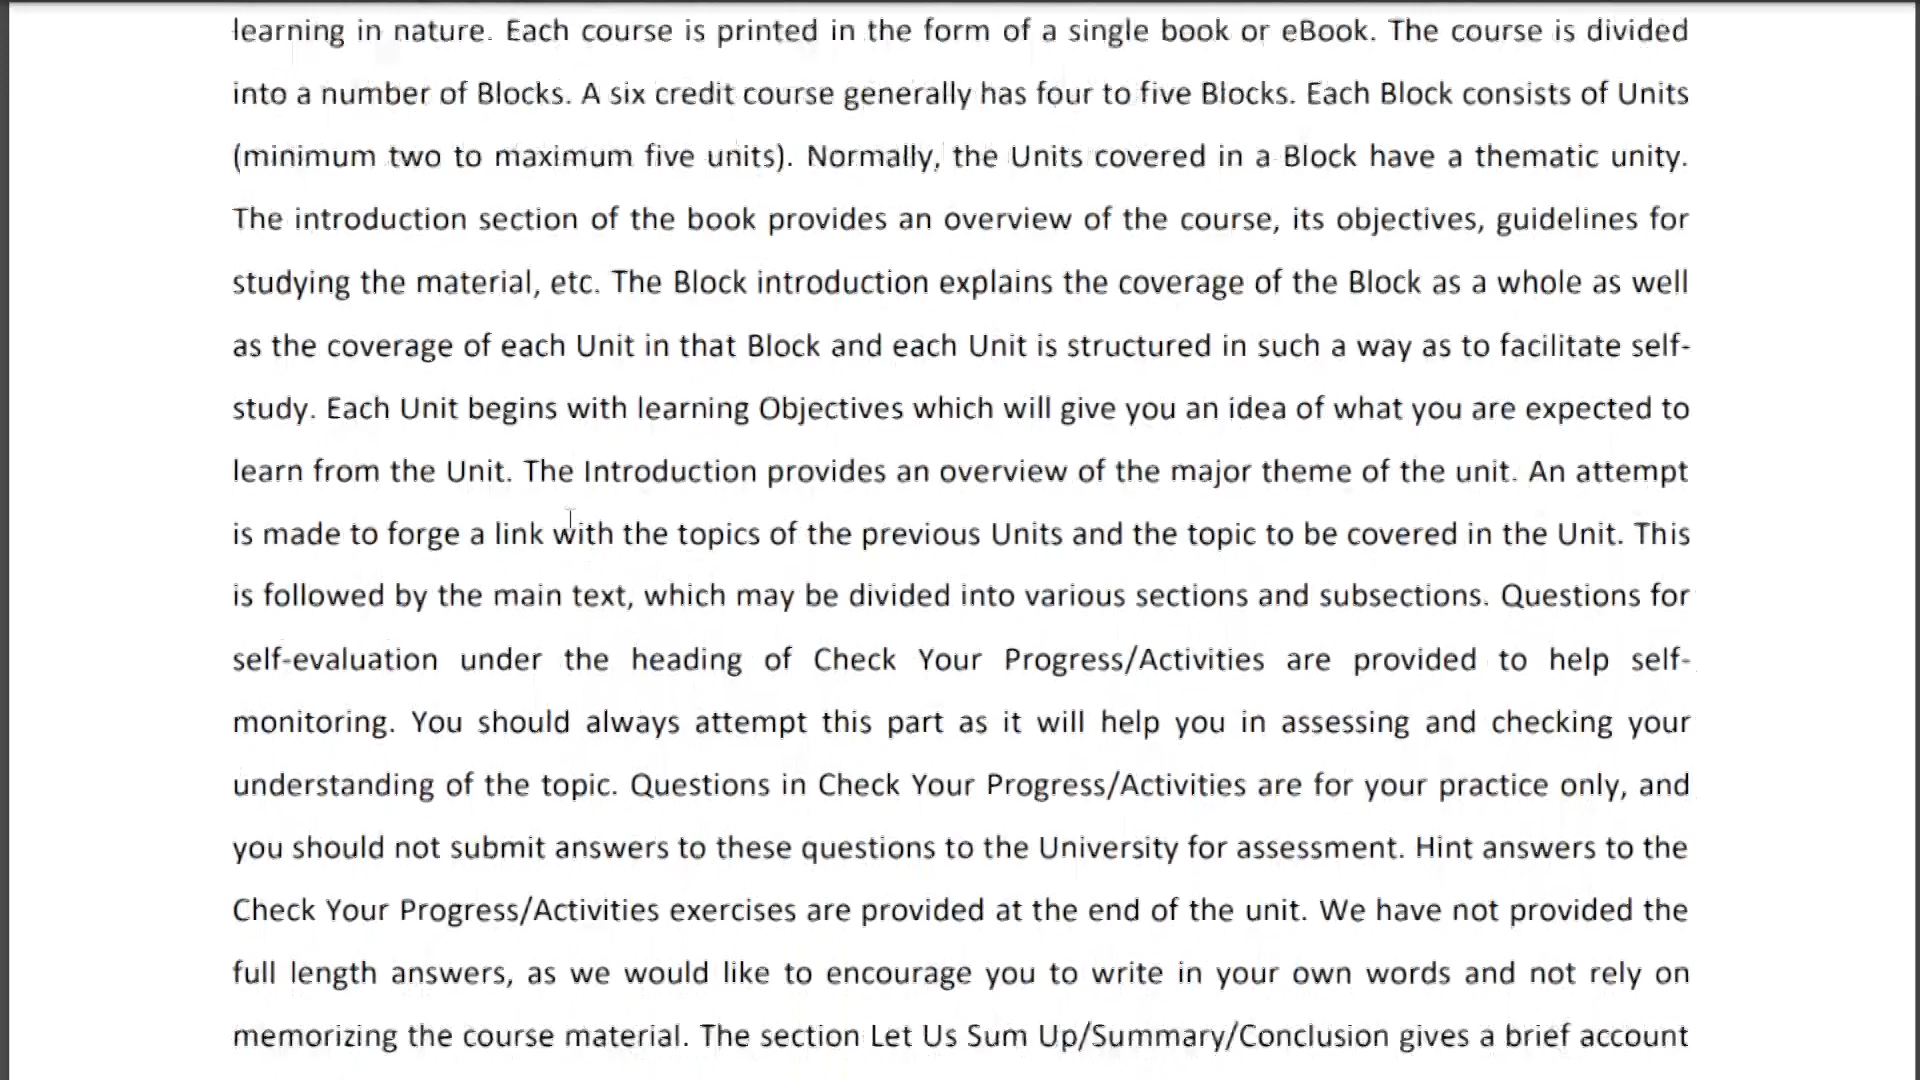 learning in nature. Each course is printed in the form of a single book or eBook. The course is divided
into a number of Blocks. A six credit course generally has four to five Blocks. Each Block consists of Units
(minimum two to maximum five units). Normally, the Units covered in a Block have a thematic unity.
The introduction section of the book provides an overview of the course, its objectives, guidelines for
studying the material, etc. The Block introduction explains the coverage of the Block as a whole as well
as the coverage of each Unit in that Block and each Unit is structured in such a way as to facilitate self-
study. Each Unit begins with learning Objectives which will give you an idea of what you are expected to
learn from the Unit. The Introduction provides an overview of the major theme of the unit. An attempt
is made to forge a link with the topics of the previous Units and the topic to be covered in the Unit. This
is followed by the main text, which may be divided into various sections and subsections. Questions for
self-evaluation under the heading of Check Your Progress/Activities are provided to help self-
monitoring. You should always attempt this part as it will help you in assessing and checking your
understanding of the topic. Questions in Check Your Progress/Activities are for your practice only, and
you should not submit answers to these questions to the University for assessment. Hint answers to the
Check Your Progress/Activities exercises are provided at the end of the unit. We have not provided the
full length answers, as we would like to encourage you to write in your own words and not rely on
memorizing the course material. The section Let Us Sum Up/Summary/Conclusion gives a brief account